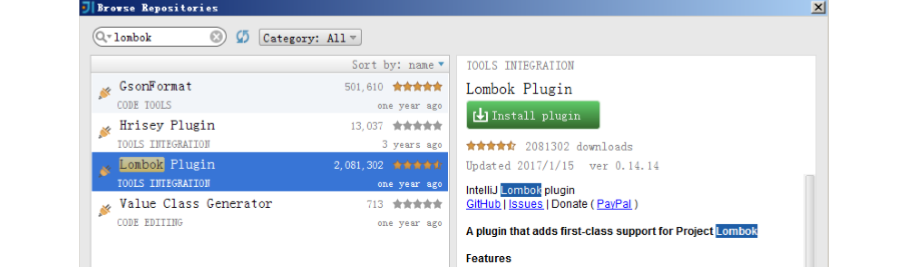 Browse Repositories
lombok
Category: All
Sort by: name
GsonFormat 501,610
CODE TOOLS one year ago
Hrisey Plugin 13,037
TOOLS INTEGRATION 3 years ago
Lombok Plugin 2,081,302
TOOLS INTEGRATION one year ago
Value Class Generator 713
CODE EDITING one year ago
TOOLS INTEGRATION
Lombok Plugin
Install plugin
2081302 downloads
Updated 2017/1/15 ver 0.14.14
IntelliJ Lombok plugin
GitHub | Issues | Donate ( PayPal )
A plugin that adds first-class support for Project Lombok
Features